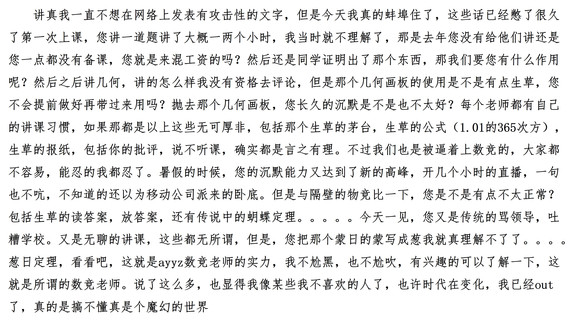 讲真我一直不想在网络上发表有攻击性的文字，但是今天我真的蚌埠住了，这些话已经憋了很久
了第一次上课，您讲一道题讲了大概一两个小时，我当时就不理解了，那是去年您没有给他们讲还是
您一点都没有备课，您就是来混工资的吗？然后还是同学证明出了那个东西，那我们要您有什么作用
呢？然后之后讲几何，讲的怎么样我没有资格去评论，但是那个几何画板的使用是不是有点生草，您
不会提前做好再带过来用吗？抛去那个几何画板，您长久的沉默是不是也不太好？每个老师都有自己
的讲课习惯，如果那都是以上这些无可厚非，包括那个生草的茅台，生草的公式（1.01的365次方），
生草的报纸，包括你的批评，说不听课，确实都是言之有理。不过我们也是被逼着上数竞的，大家都
不容易，能忍的我都忍了。暑假的时候，您的沉默能力又达到了新的高峰，开几个小时的直播，一句
也不吭，不知道的还以为移动公司派来的卧底。但是与隔壁的物竞比一下，您是不是有点不太正常？
包括生草的读答案，放答案，还有传说中的蝴蝶定理。。。。。今天一见，您又是传统的骂领导，吐
槽学校。又是无聊的讲课，这些都无所谓，但是，您把那个蒙日的蒙写成葱我就真理解不了了。。。。
葱日定理，看看吧，这就是ayyz数竞老师的实力，我不尬黑，也不尬吹，有兴趣的可以了解一下，这
就是所谓的数竞老师。说了这么多，也显得我像某些我不喜欢的人了，也许时代在变化，我已经out
了，真的是搞不懂真是个魔幻的世界